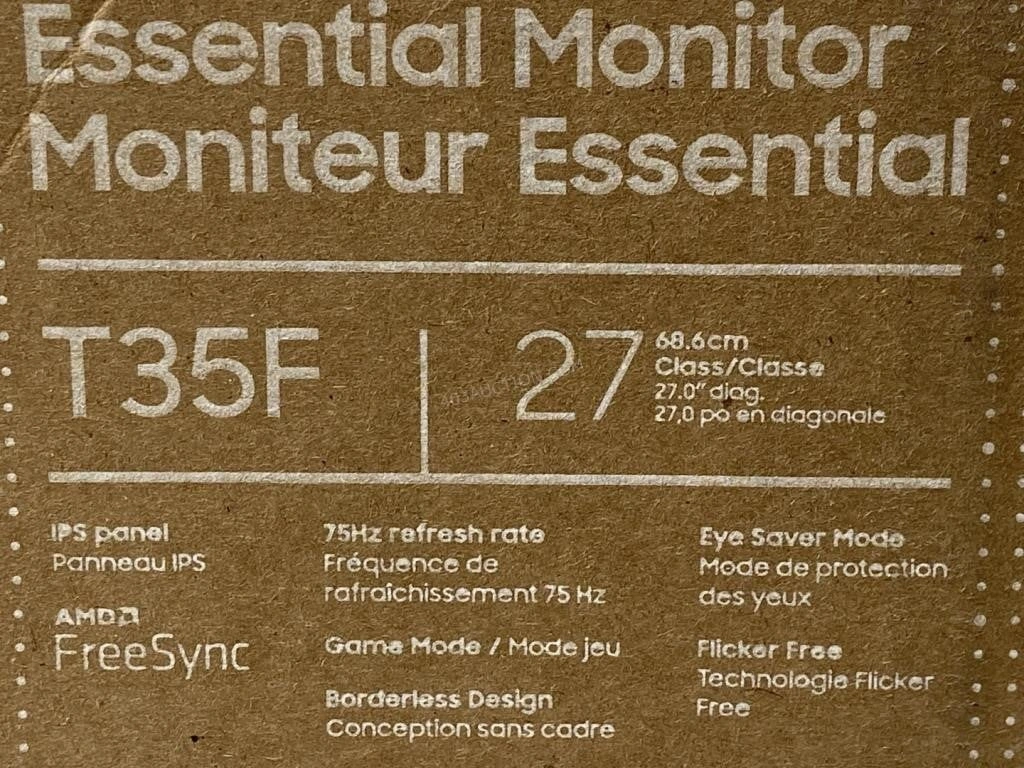 Essential Monitor
Moniteur Essential
T35F
27
68.6cm
Class/Classe
27.0" diag.
27,0 po en diagonale
IPS panel
Panneau IPS
AMD
FreeSync
75Hz refresh rate
Fréquence de
rafraîchissement 75 Hz
Game Mode / Mode jeu
Borderless Design
Conception sans cadre
Eye Saver Mode
Mode de protection
des yeux
Flicker Free
Technologie Flicker
Free